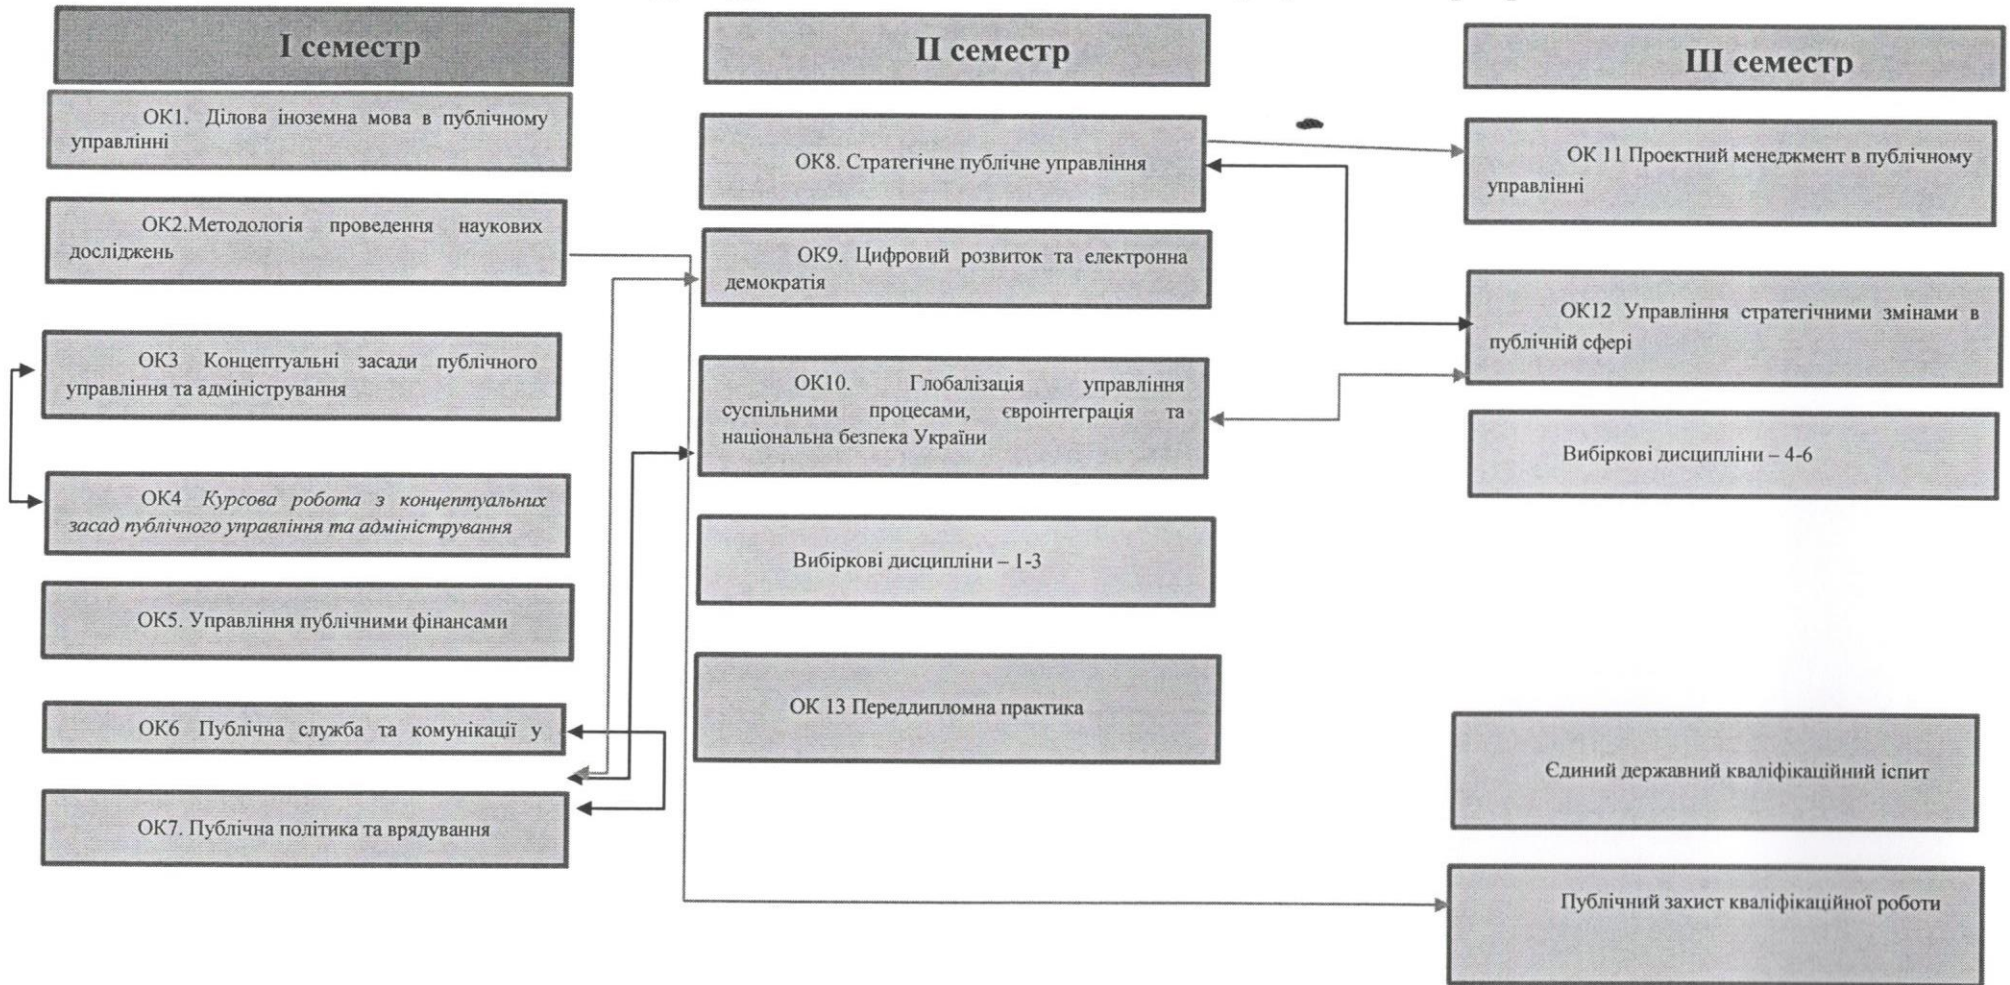 I семестр
ОК1. Ділова іноземна мова в публічному
управлінні
ОК2.Методологія проведення наукових
досліджень
ОК3 Концептуальні засади публічного
управління та адміністрування
ОК4 Курсова робота з концептуальних
засад публічного управління та адміністрування
ОК5. Управління публічними фінансами
ОК6 Публічна служба та комунікації у
ОК7. Публічна політика та врядування
II семестр
ОК8. Стратегічне публічне управління
ОК9. Цифровий розвиток та електронна
демократія
ОК10. Глобалізація управління
суспільними процесами, євроінтеграція та
національна безпека України
Вибіркові дисципліни – 1-3
ОК 13 Переддипломна практика
III семестр
ОК 11 Проектний менеджмент в публічному
управлінні
ОК12 Управління стратегічними змінами в
публічній сфері
Вибіркові дисципліни – 4-6
Єдиний державний кваліфікаційний іспит
Публічний захист кваліфікаційної роботи